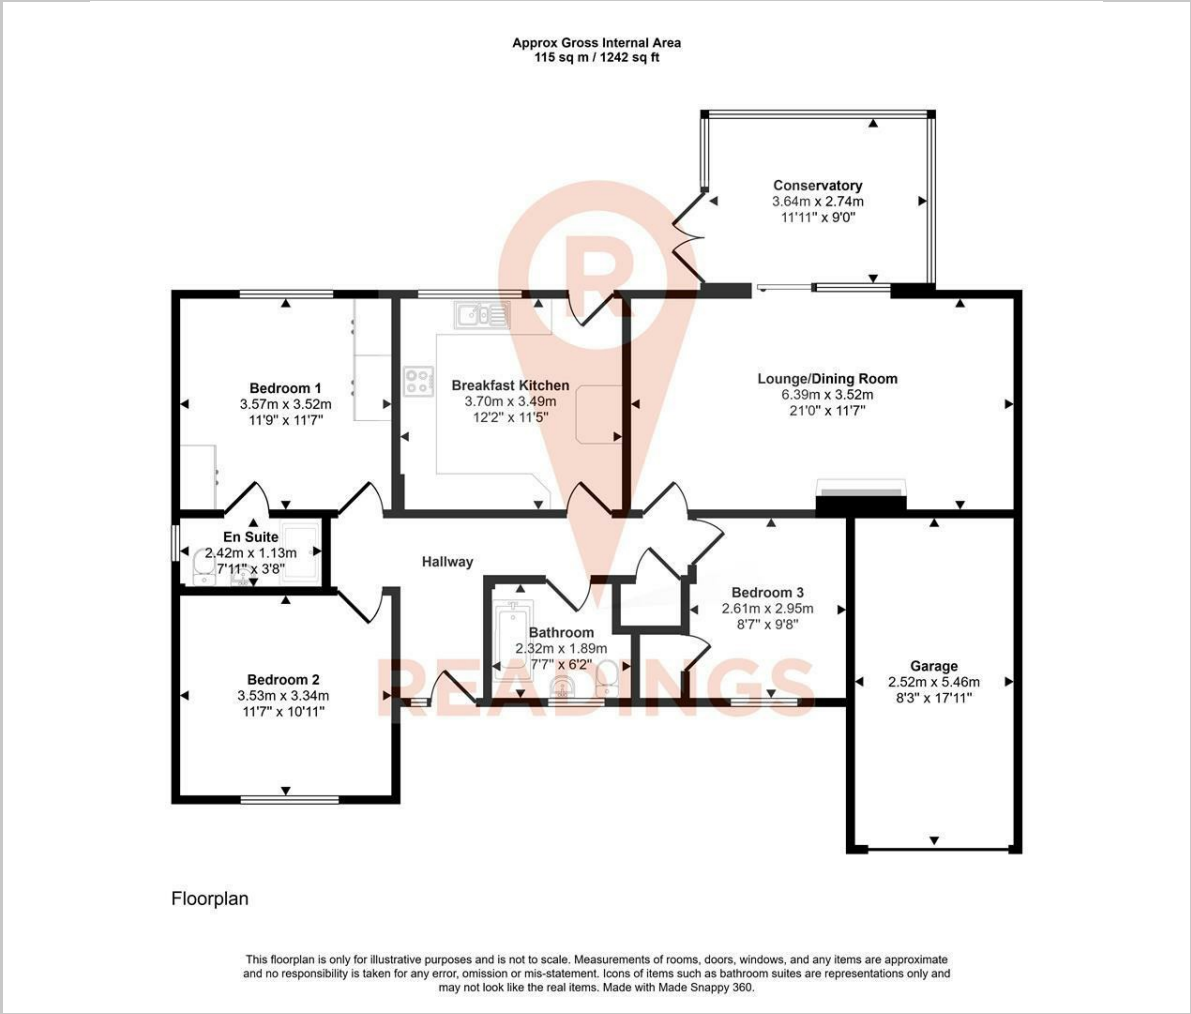 Approx Gross Internal Area
115 sq m / 1242 sq ft
Conservatory
3.64m x 2.74m
11'11" x 9'0"
R
Bedroom 1
3.57m x 3.52m
11'9" x 11'7"
Breakfast Kitchen
3.70m x 3.49m
12'2" x 11'5"
Lounge/Dining Room
6.39m x 3.52m
21'0" x 11'7"
En Suite
2.42m x 1.13m
7'11" x 3'8"
Hallway
Bedroom 3
2.61m x 2.95m
8'7" x 9'8"
Bathroom
2.32m x 1.89m
7'7" x 6'2"
READINGS
Bedroom 2
3.53m x 3.34m
11'7" x 10'11"
Garage
2.52m x 5.46m
8'3" x 17'11"
Floorplan
This floorplan is only for illustrative purposes and is not to scale. Measurements of rooms, doors, windows, and any items are approximate
and no responsibility is taken for any error, omission or mis-statement. Icons of items such as bathroom suites are representations only and
may not look like the real items. Made with Made Snappy 360.